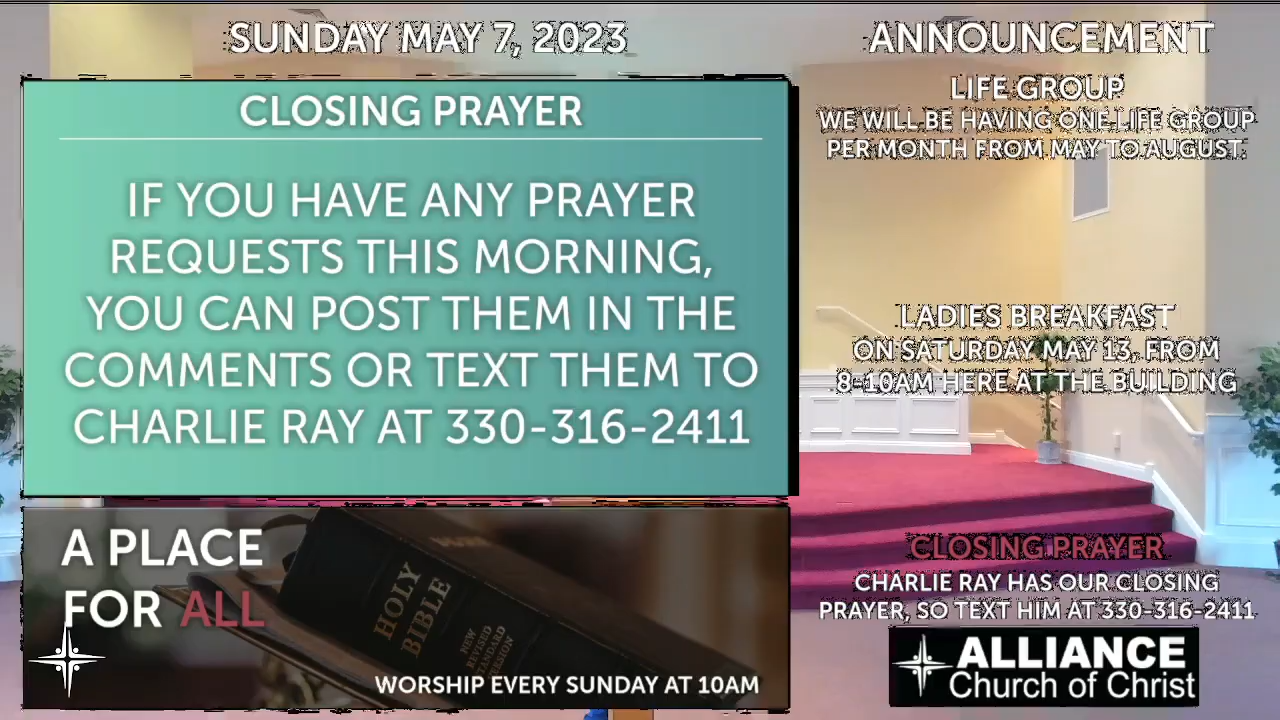 SUNDAY MAY 7, 2023
CLOSING PRAYER
IF YOU HAVE ANY PRAYER
REQUESTS THIS MORNING,
YOU CAN POST THEM IN THE
COMMENTS OR TEXT THEM TO
CHARLIE RAY AT 330-316-2411
A PLACE
FOR ALL
HOLY
BIBLE
NEW
REVISED
STANDARD
VERSION
WORSHIP EVERY SUNDAY AT 10AM
ANNOUNCEMENT
LIFE GROUP
WE WILL BE HAVING ONE LIFE GROUP
PER MONTH FROM MAY TO AUGUST.
LADIES BREAKFAST
ON SATURDAY MAY 13, FROM
8-10AM HERE AT THE BUILDING
CLOSING PRAYER
CHARLIE RAY HAS OUR CLOSING
PRAYER, SO TEXT HIM AT 330-316-2411
ALLIANCE
Church of Christ